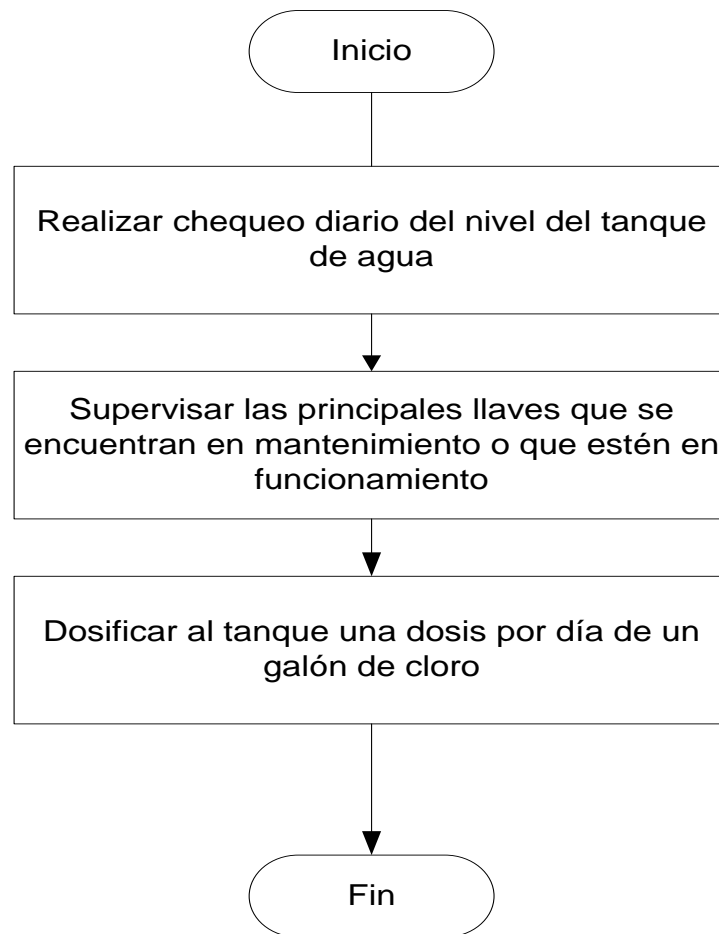 Inicio
Realizar chequeo diario del nivel del tanque
de agua
Supervisar las principales llaves que se
encuentran en mantenimiento o que estén en
funcionamiento
Dosificar al tanque una dosis por día de un
galón de cloro
Fin